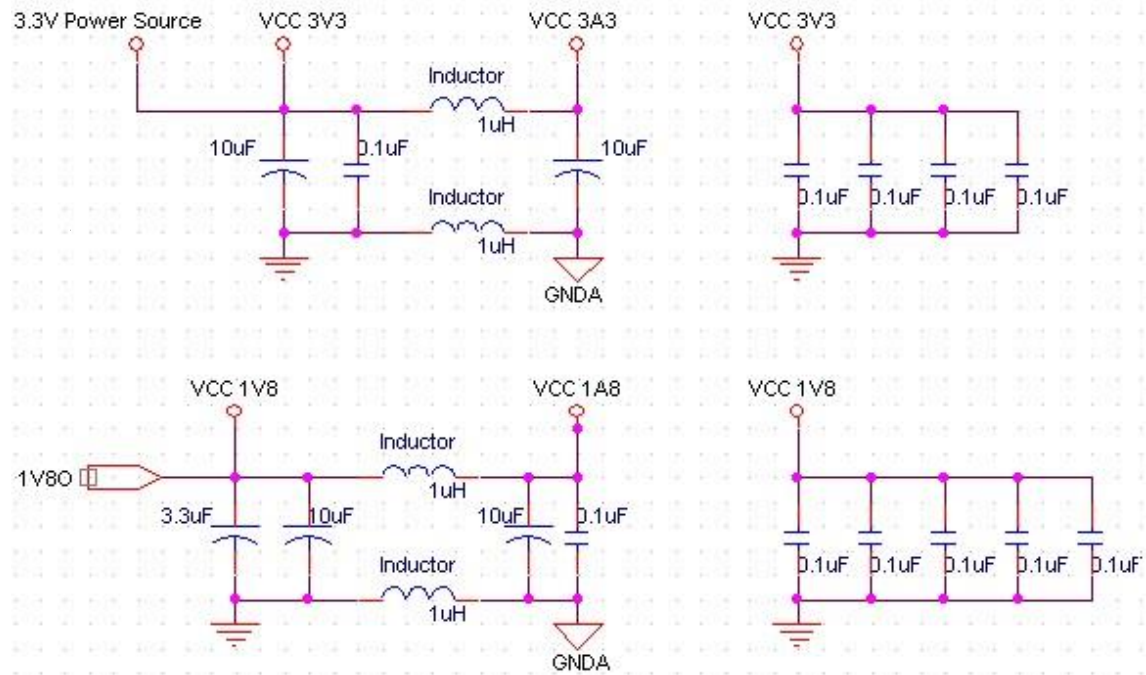 3.3V Power Source VCC 3V3 VCC 3A3 VCC 3V3
Inductor
1uH
10uF 0.1uF 10uF
Inductor
1uH
0.1uF 0.1uF 0.1uF 0.1uF
GNDA
VCC 1V8 VCC 1A8 VCC 1V8
Inductor
1V8O
1uH
3.3uF 10uF 10uF 0.1uF
Inductor
1uH
0.1uF 0.1uF 0.1uF 0.1uF 0.1uF
GNDA